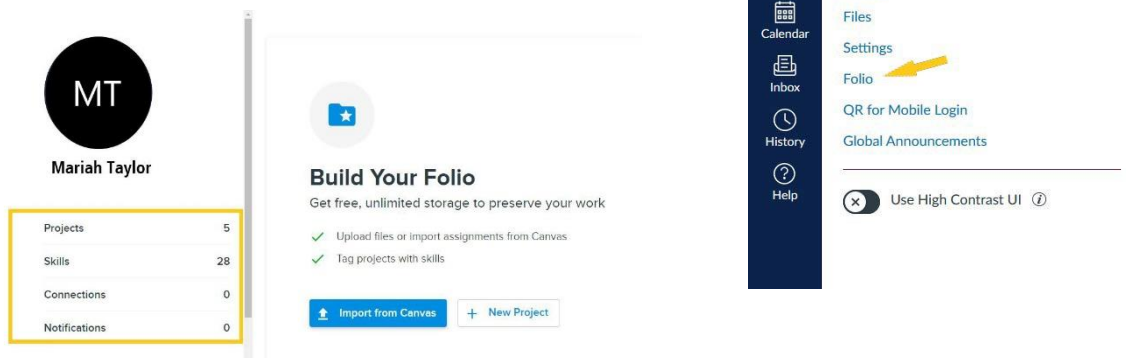 MT
Mariah Taylor
Projects 5
Skills 28
Connections 0
Notifications 0
Build Your Folio
Get free, unlimited storage to preserve your work
Upload files or import assignments from Canvas
Tag projects with skills
Import from Canvas
+ New Project
Calendar
Inbox
History
Help
Files
Settings
Folio
QR for Mobile Login
Global Announcements
Use High Contrast UI